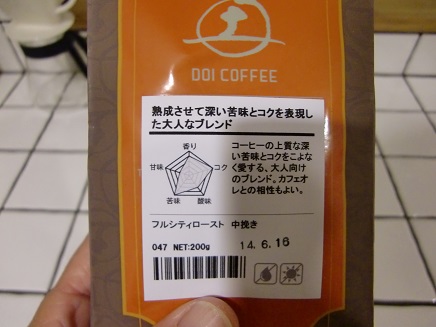 土
DOI COFFEE
熟成させて深い苦味とコクを表現し
た大人なブレンド
香り
甘味
コク
苦味
酸味
コーヒーの上質な深
い苦味とコクをこよな
く愛する、大人向け
のブレンド。カフェオ
レとの相性もよい。
フルシティロースト 中挽き
047 NET:200g 14. 6. 16